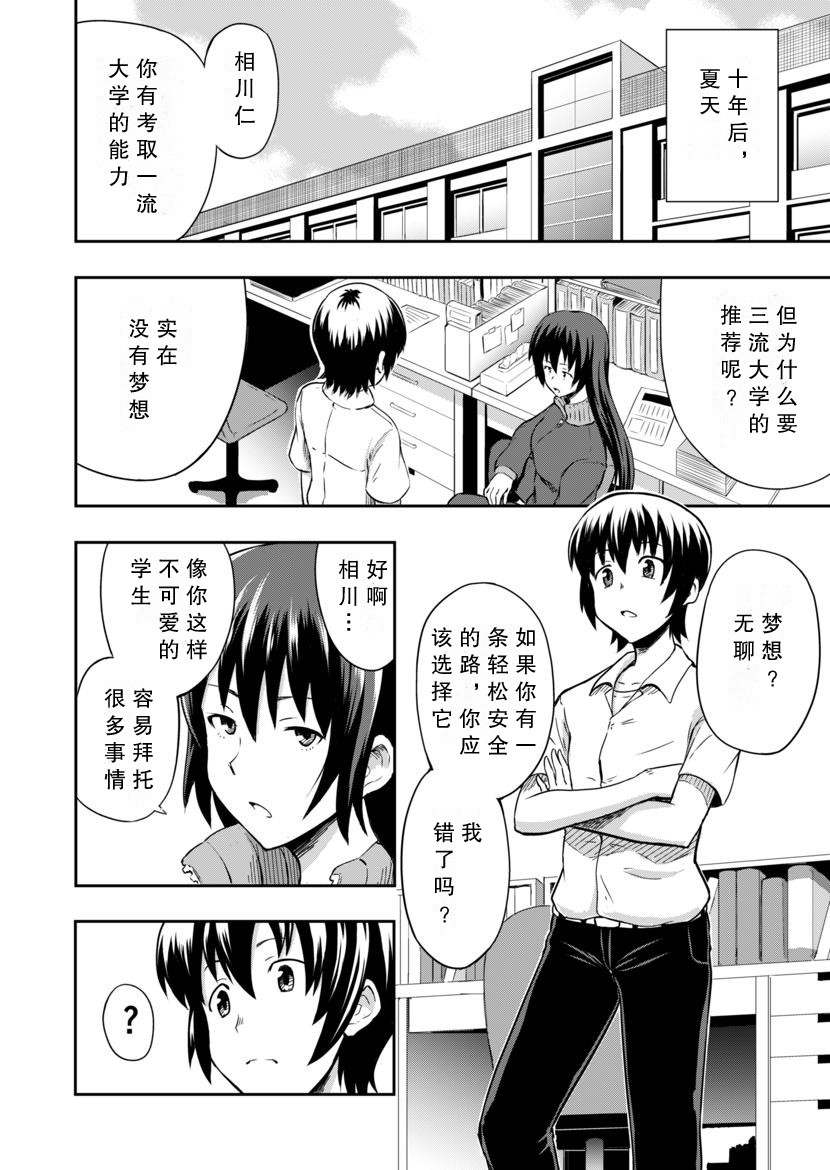 十年后，
夏天
相川仁
你有考取一流
大学的能力
但为什么要
三流大学的
推荐呢？
实在
没有梦想
梦想？
无聊
如果你有一
条轻松安全
的路，你应
该选择它
我
错了吗？
好啊
相川…
像你这样
不可爱的
学生
容易拜托
很多事情
？